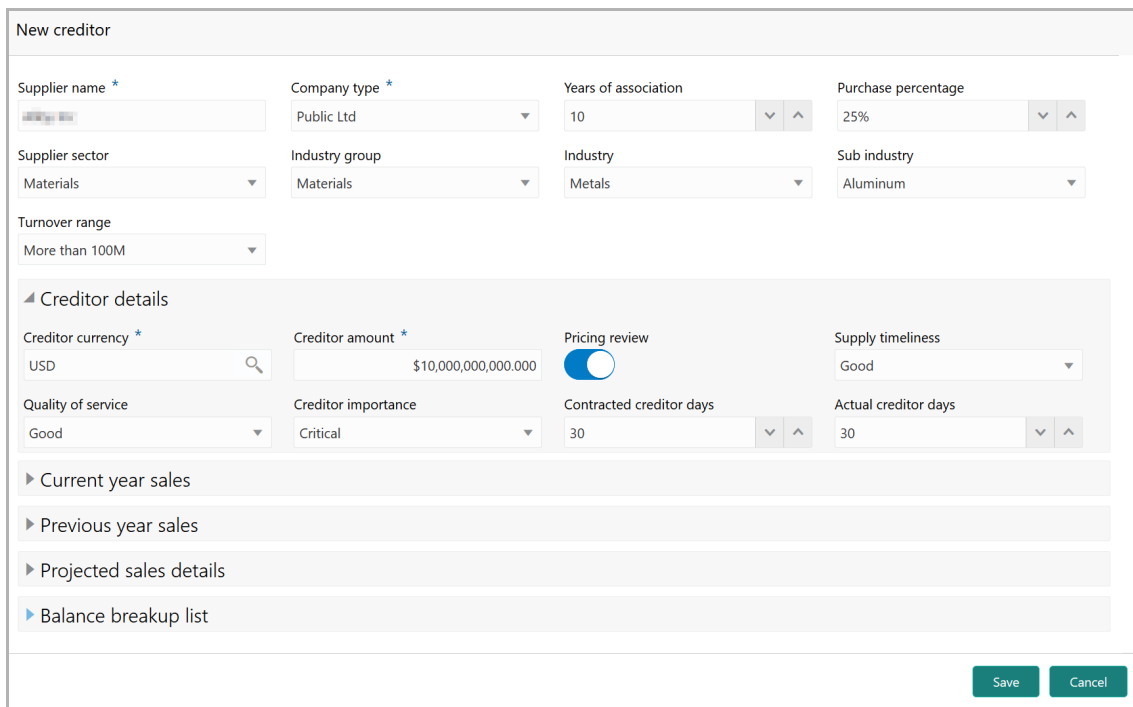 New creditor
Supplier name * Company type * Years of association Purchase percentage
Public Ltd 10 25%
Supplier sector Industry group Industry Sub industry
Materials Materials Metals Aluminum
Turnover range
More than 100M
Creditor details
Creditor currency * Creditor amount * Pricing review Supply timeliness
USD $10,000,000,000.000 Good
Quality of service Creditor importance Contracted creditor days Actual creditor days
Good Critical 30 30
Current year sales
Previous year sales
Projected sales details
Balance breakup list
Save Cancel